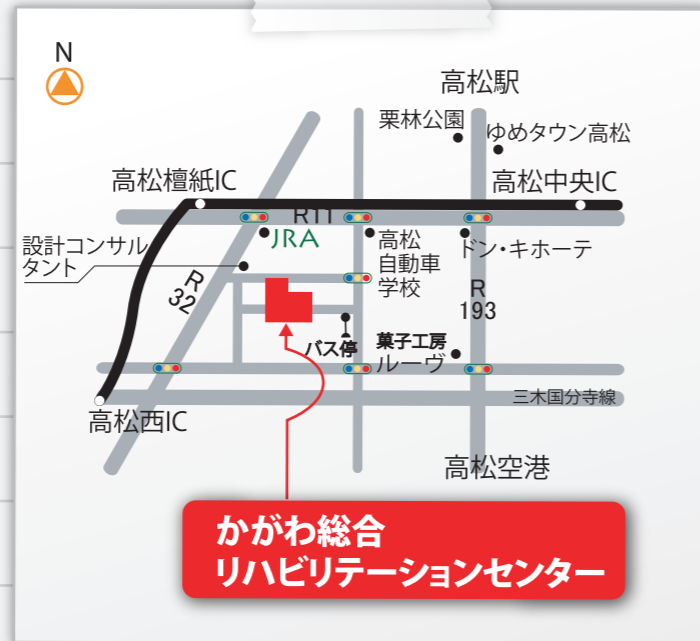 N
高松駅
栗林公園
ゆめタウン高松
高松檀紙IC
高松中央IC
R11
JRA
高松
自動車
学校
ドン・キホーテ
設計コンサル
タント
R
32
R
193
バス停
菓子工房
ルーヴ
三木国分寺線
高松西IC
高松空港
かがわ総合
リハビリテーションセンター